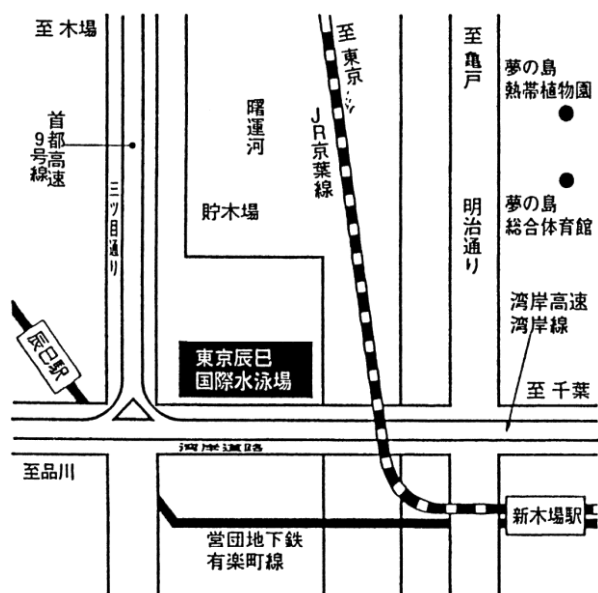 至 木場
首都高速
9号線
三ツ目通り
曙運河
貯木場
至 東京
JR京葉線
至 亀戸
明治通り
夢の島
熱帯植物園
夢の島
総合体育館
湾岸高速
湾岸線
至 千葉
辰巳駅
東京辰巳
国際水泳場
湾岸道路
至品川
営団地下鉄
有楽町線
新木場駅